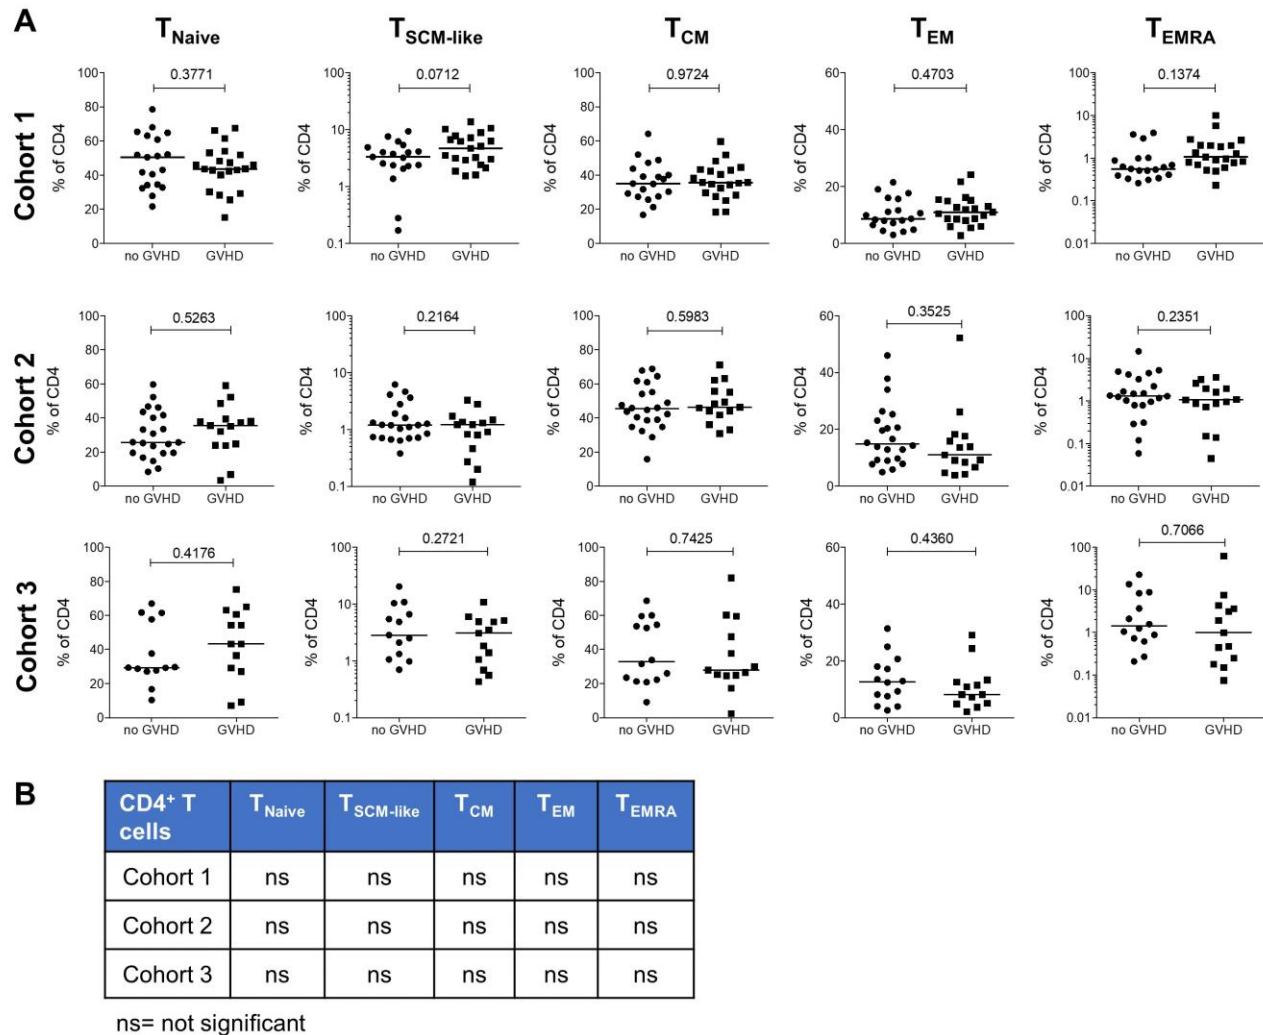 A
T_Naive T_SCM-like T_CM T_EM T_EMRA
Cohort 1
% of CD4 100 80 60 40 20 0 0.3771 no GVHD GVHD
% of CD4 100 10 1 0.1 0.0712 no GVHD GVHD
% of CD4 100 80 60 40 20 0 0.9724 no GVHD GVHD
% of CD4 60 40 20 0 0.4703 no GVHD GVHD
% of CD4 100 10 1 0.1 0.01 0.1374 no GVHD GVHD
Cohort 2
% of CD4 100 80 60 40 20 0 0.5263 no GVHD GVHD
% of CD4 100 10 1 0.1 0.2164 no GVHD GVHD
% of CD4 100 80 60 40 20 0 0.5983 no GVHD GVHD
% of CD4 60 40 20 0 0.3525 no GVHD GVHD
% of CD4 100 10 1 0.1 0.01 0.2351 no GVHD GVHD
Cohort 3
% of CD4 100 80 60 40 20 0 0.4176 no GVHD GVHD
% of CD4 100 10 1 0.1 0.2721 no GVHD GVHD
% of CD4 100 80 60 40 20 0 0.7425 no GVHD GVHD
% of CD4 60 40 20 0 0.4360 no GVHD GVHD
% of CD4 100 10 1 0.1 0.01 0.7066 no GVHD GVHD
B
CD4⁺ T cells T_Naive T_SCM-like T_CM T_EM T_EMRA
Cohort 1 ns ns ns ns ns
Cohort 2 ns ns ns ns ns
Cohort 3 ns ns ns ns ns
ns= not significant